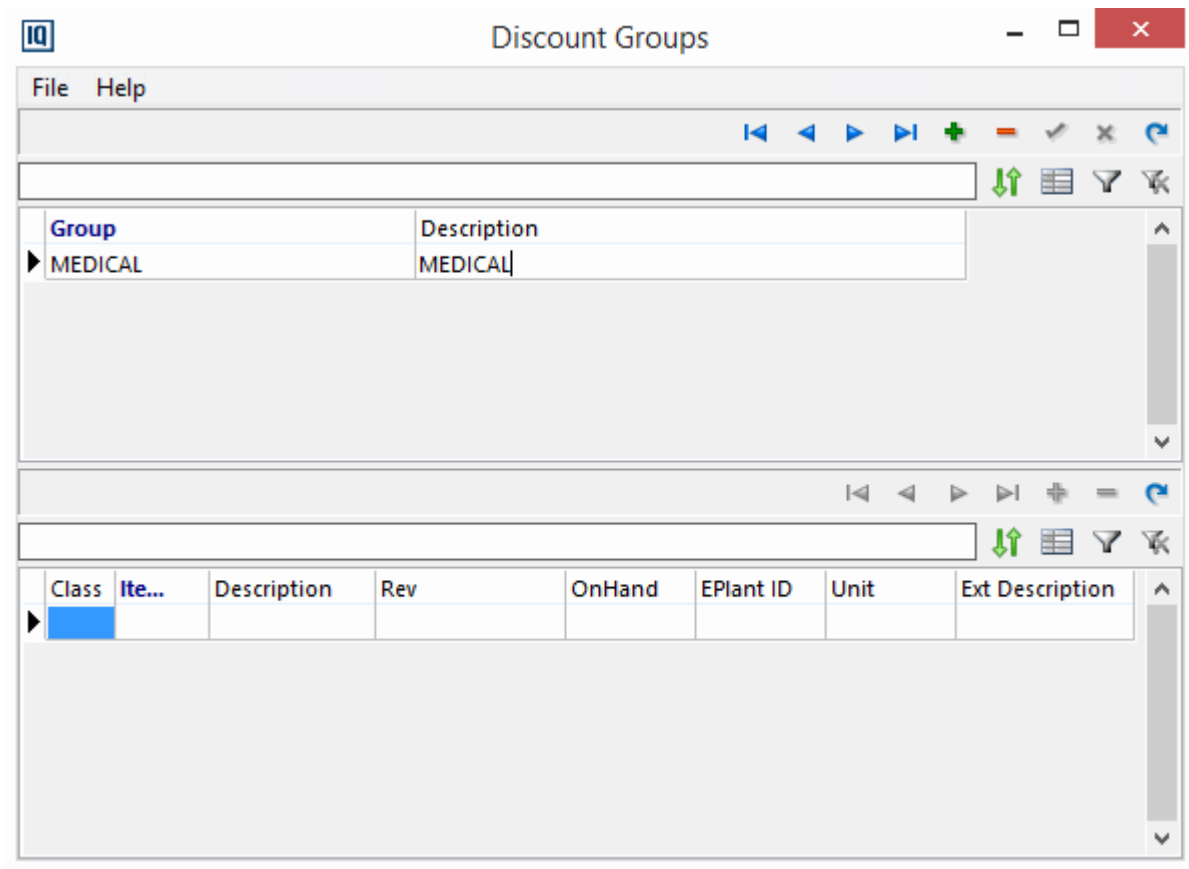 IQ Discount Groups
File Help
Group Description
MEDICAL MEDICAL
Class Ite... Description Rev OnHand EPlant ID Unit Ext Description